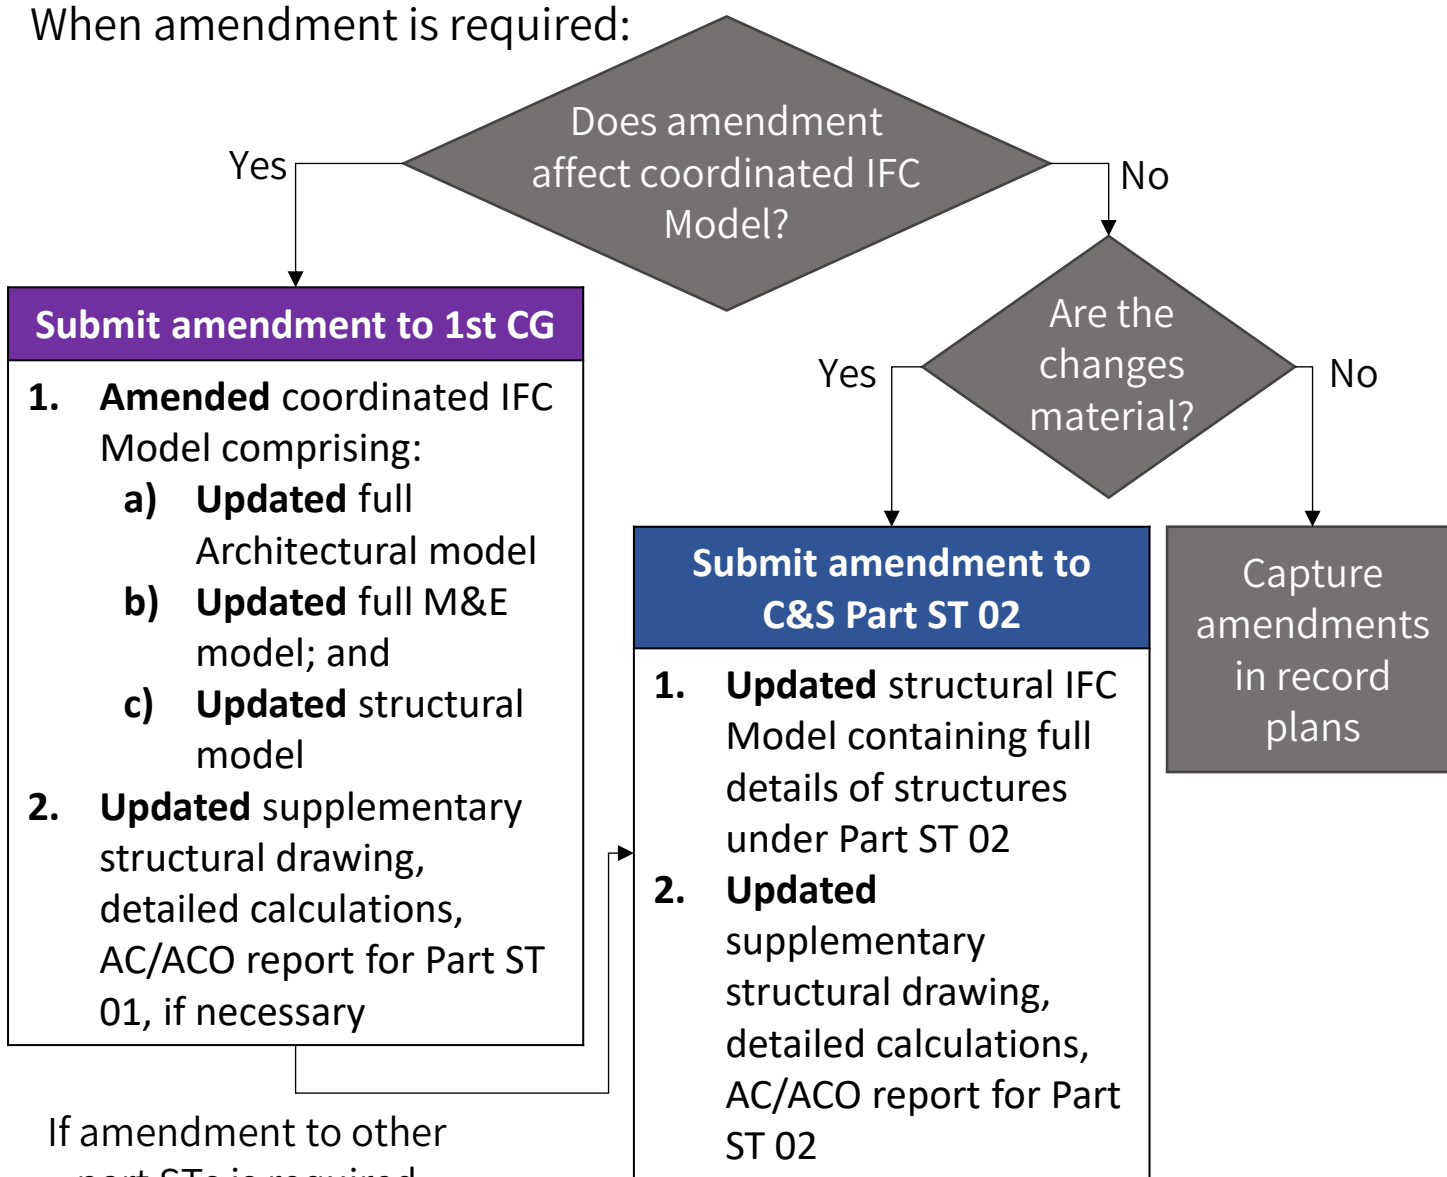 When amendment is required:
Does amendment
affect coordinated IFC
Model?
Yes
No
Submit amendment to 1st CG
1. Amended coordinated IFC
Model comprising:
a) Updated full
Architectural model
b) Updated full M&E
model; and
c) Updated structural
model
2. Updated supplementary
structural drawing,
detailed calculations,
AC/ACO report for Part ST
01, if necessary
If amendment to other
part STs is required
Are the
changes
material?
Yes
No
Submit amendment to
C&S Part ST 02
1. Updated structural IFC
Model containing full
details of structures
under Part ST 02
2. Updated
supplementary
structural drawing,
detailed calculations,
AC/ACO report for Part
ST 02
Capture
amendments
in record
plans